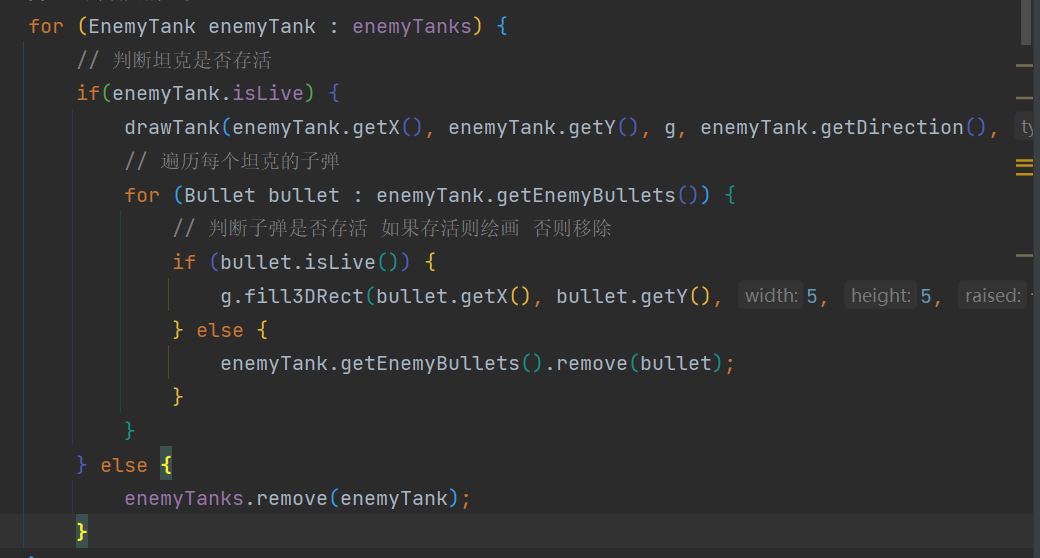 for (EnemyTank enemyTank : enemyTanks) {
// 判断坦克是否存活
if(enemyTank.isLive) {
drawTank(enemyTank.getX(), enemyTank.getY(), g, enemyTank.getDirection(), ty
// 遍历每个坦克的子弹
for (Bullet bullet : enemyTank.getEnemyBullets()) {
// 判断子弹是否存活 如果存活则绘画 否则移除
if (bullet.isLive()) {
g.fill3DRect(bullet.getX(), bullet.getY(), width: 5, height: 5, raised:
} else {
enemyTank.getEnemyBullets().remove(bullet);
}
}
} else {
enemyTanks.remove(enemyTank);
}